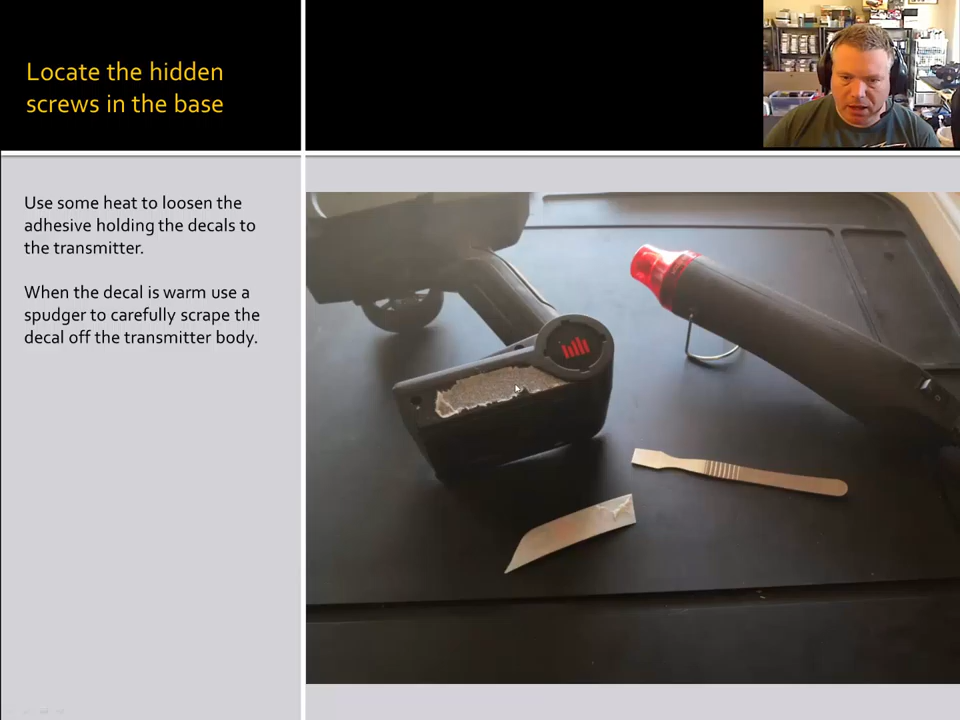 Locate the hidden
screws in the base
Use some heat to loosen the
adhesive holding the decals to
the transmitter.
When the decal is warm use a
spudger to carefully scrape the
decal off the transmitter body.